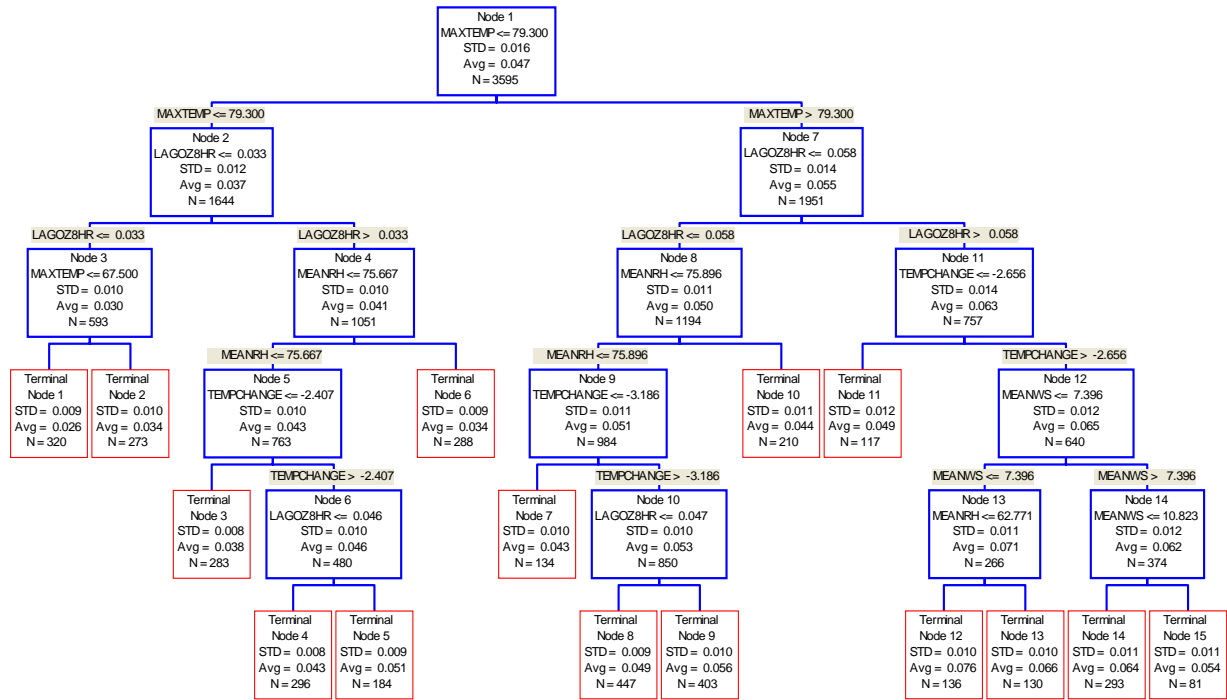 Node 1
MAXTEMP <= 79.300
STD = 0.016
Avg = 0.047
N = 3595
MAXTEMP <= 79.300
MAXTEMP > 79.300
Node 2
LAGOZ8HR <= 0.033
STD = 0.012
Avg = 0.037
N = 1644
Node 7
LAGOZ8HR <= 0.058
STD = 0.014
Avg = 0.055
N = 1951
LAGOZ8HR <= 0.033
LAGOZ8HR > 0.033
LAGOZ8HR <= 0.058
LAGOZ8HR > 0.058
Node 3
MAXTEMP <= 67.500
STD = 0.010
Avg = 0.030
N = 593
Node 4
MEANRH <= 75.667
STD = 0.010
Avg = 0.041
N = 1051
Node 8
MEANRH <= 75.896
STD = 0.011
Avg = 0.050
N = 1194
Node 11
TEMPCHANGE <= -2.656
STD = 0.014
Avg = 0.063
N = 757
MEANRH <= 75.667
MEANRH <= 75.896
TEMPCHANGE > -2.656
Terminal
Node 1
STD = 0.009
Avg = 0.026
N = 320
Terminal
Node 2
STD = 0.010
Avg = 0.034
N = 273
Node 5
TEMPCHANGE <= -2.407
STD = 0.010
Avg = 0.043
N = 763
Terminal
Node 6
STD = 0.009
Avg = 0.034
N = 288
Node 9
TEMPCHANGE <= -3.186
STD = 0.011
Avg = 0.051
N = 984
Terminal
Node 10
STD = 0.011
Avg = 0.044
N = 210
Terminal
Node 11
STD = 0.012
Avg = 0.049
N = 117
Node 12
MEANWS <= 7.396
STD = 0.012
Avg = 0.065
N = 640
TEMPCHANGE > -2.407
TEMPCHANGE > -3.186
MEANWS <= 7.396
MEANWS > 7.396
Terminal
Node 3
STD = 0.008
Avg = 0.038
N = 283
Node 6
LAGOZ8HR <= 0.046
STD = 0.010
Avg = 0.046
N = 480
Terminal
Node 7
STD = 0.010
Avg = 0.043
N = 134
Node 10
LAGOZ8HR <= 0.047
STD = 0.010
Avg = 0.053
N = 850
Node 13
MEANRH <= 62.771
STD = 0.011
Avg = 0.071
N = 266
Node 14
MEANWS <= 10.823
STD = 0.012
Avg = 0.062
N = 374
Terminal
Node 4
STD = 0.008
Avg = 0.043
N = 296
Terminal
Node 5
STD = 0.009
Avg = 0.051
N = 184
Terminal
Node 8
STD = 0.009
Avg = 0.049
N = 447
Terminal
Node 9
STD = 0.010
Avg = 0.056
N = 403
Terminal
Node 12
STD = 0.010
Avg = 0.076
N = 136
Terminal
Node 13
STD = 0.010
Avg = 0.066
N = 130
Terminal
Node 14
STD = 0.011
Avg = 0.064
N = 293
Terminal
Node 15
STD = 0.011
Avg = 0.054
N = 81